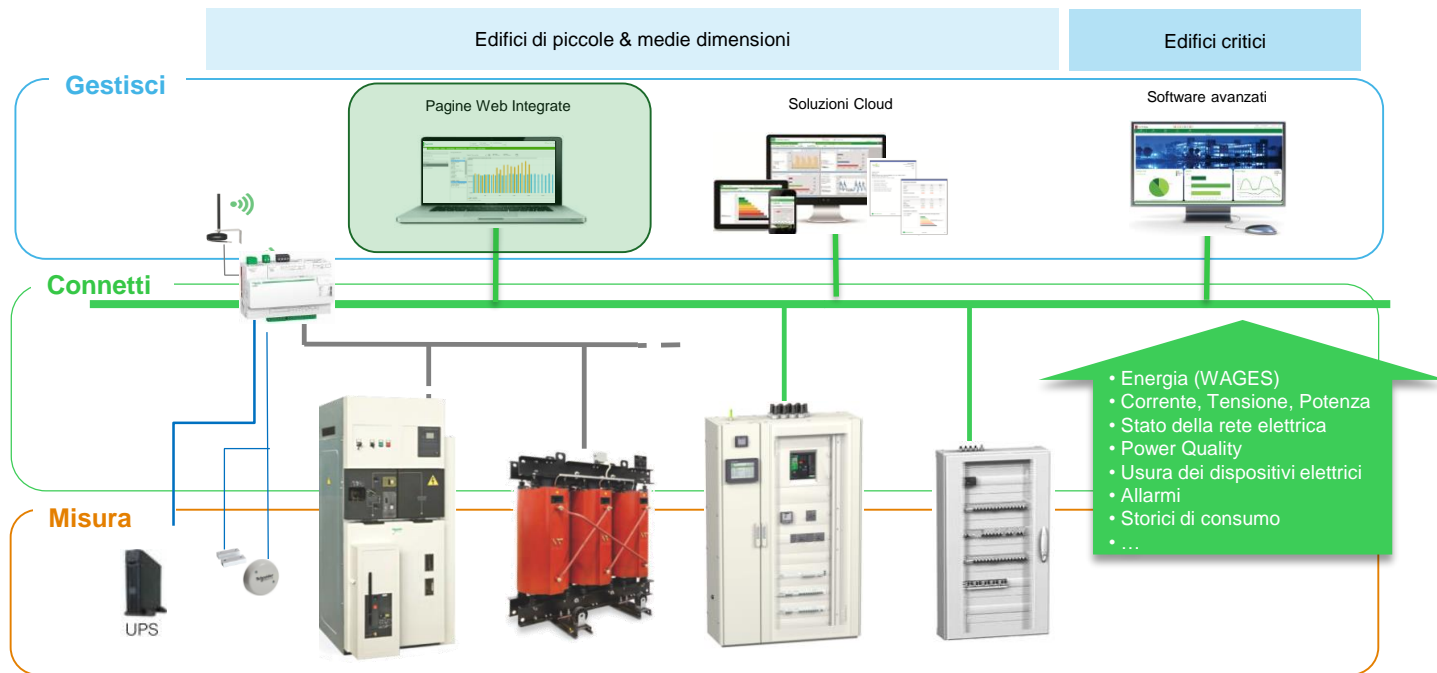 Edifici di piccole & medie dimensioni
Edifici critici
Gestisci
Pagine Web Integrate
Soluzioni Cloud
Software avanzati
Connetti
• Energia (WAGES)
• Corrente, Tensione, Potenza
• Stato della rete elettrica
• Power Quality
• Usura dei dispositivi elettrici
• Allarmi
• Storici di consumo
• …
Misura
UPS